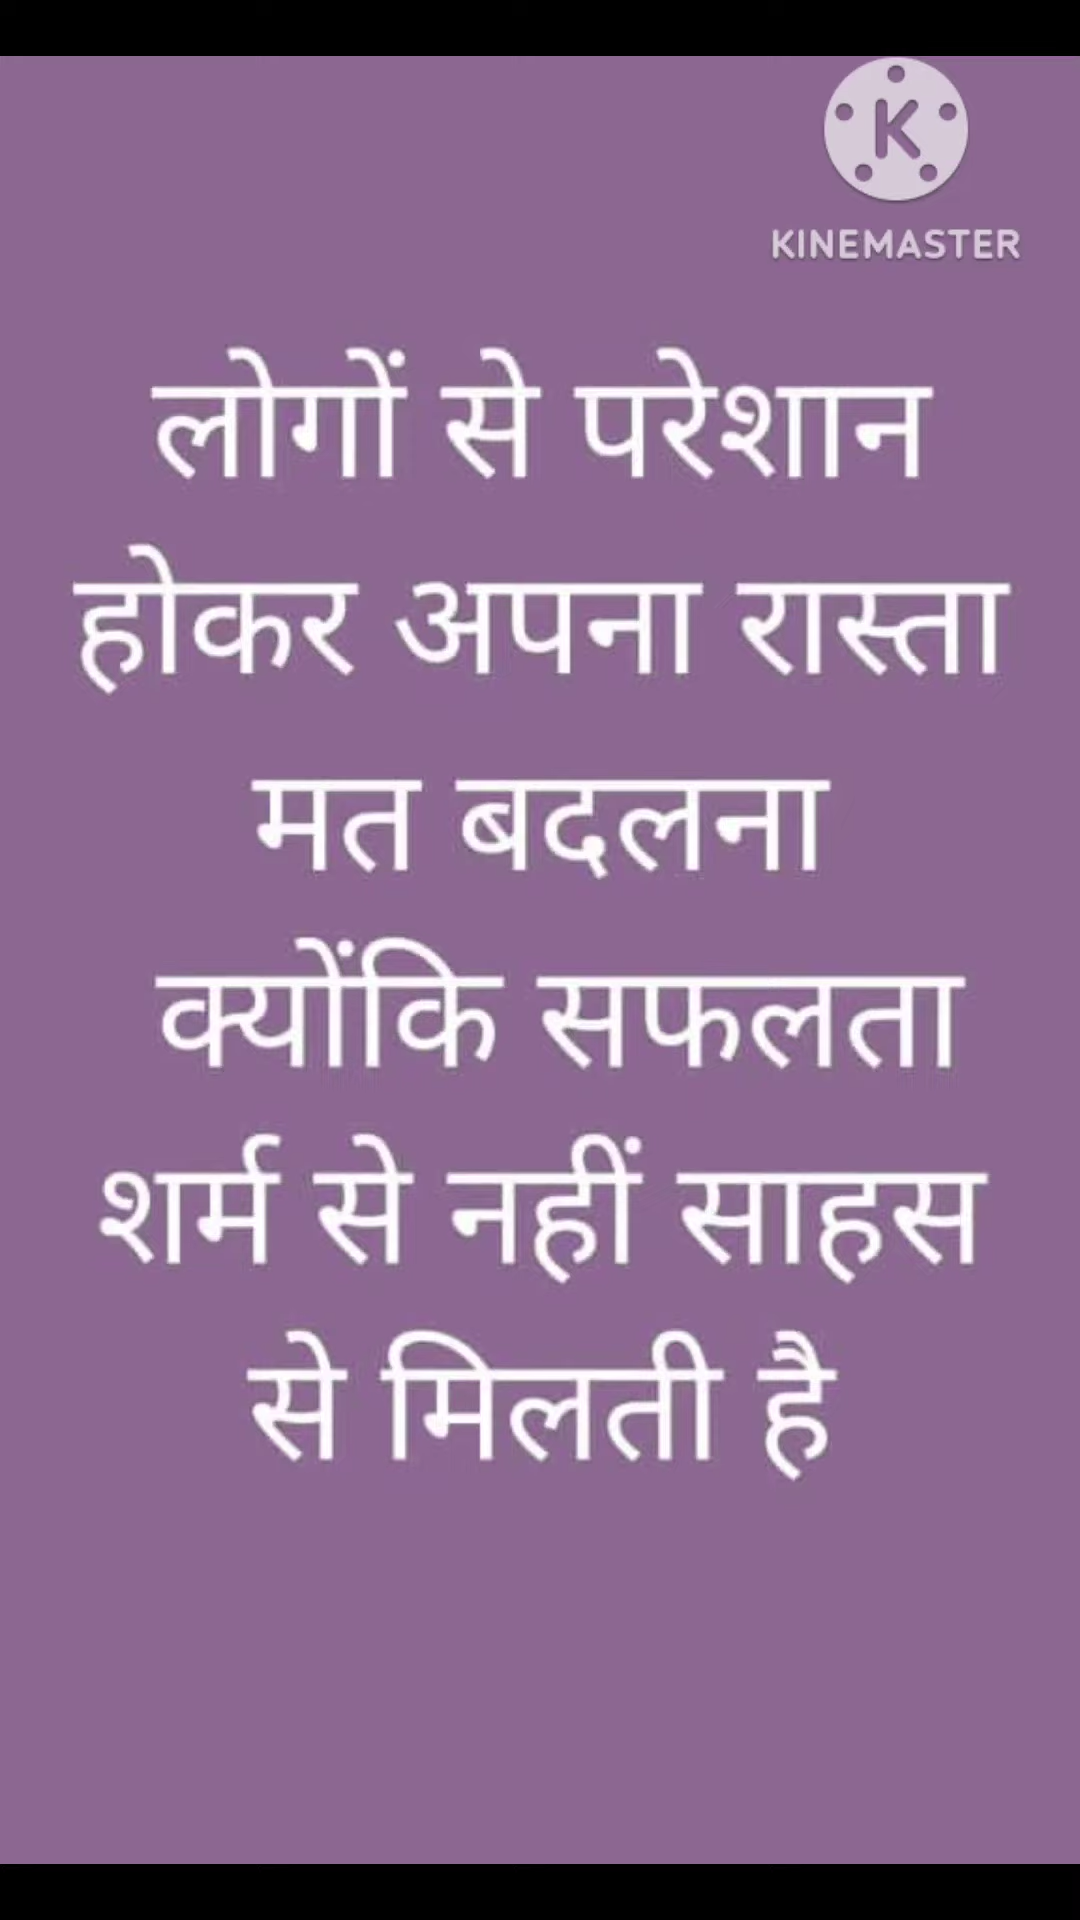 KINEMASTER
लोगों से परेशान
होकर अपना रास्ता
मत बदलना
क्योंकि सफलता
शर्म से नहीं साहस
से मिलती है